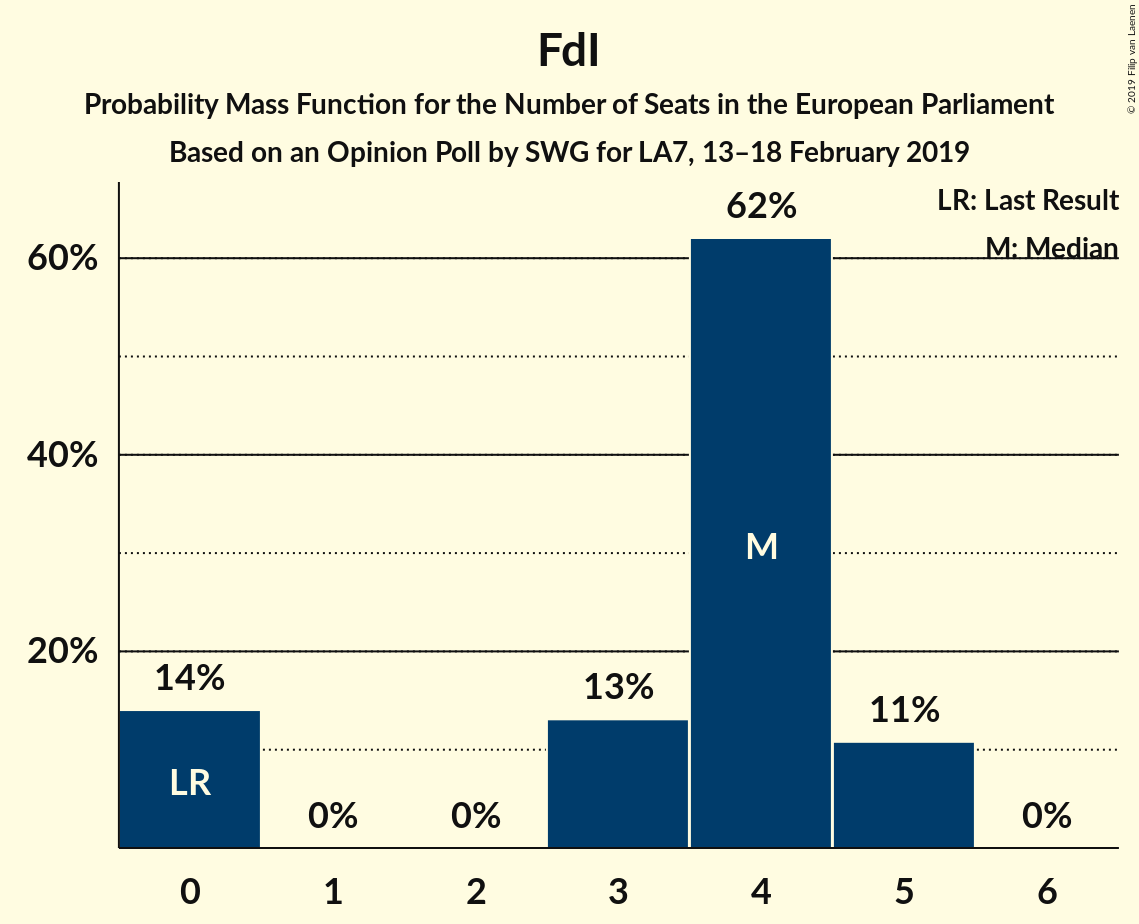 FdI
Probability Mass Function for the Number of Seats in the European Parliament
Based on an Opinion Poll by SWG for LA7, 13–18 February 2019
© 2019 Filip van Laenen
LR: Last Result
M: Median
60%
40%
20%
14%
0%
0%
13%
62%
11%
0%
LR
M
0
1
2
3
4
5
6